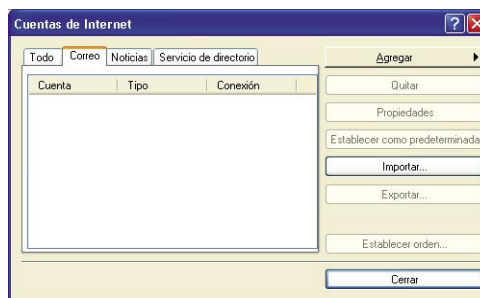 Cuentas de Internet
Todo Correo Noticias Servicio de directorio
Cuenta Tipo Conexión
Agregar
Quitar
Propiedades
Establecer como predeterminada
Importar...
Exportar...
Establecer orden...
Cerrar